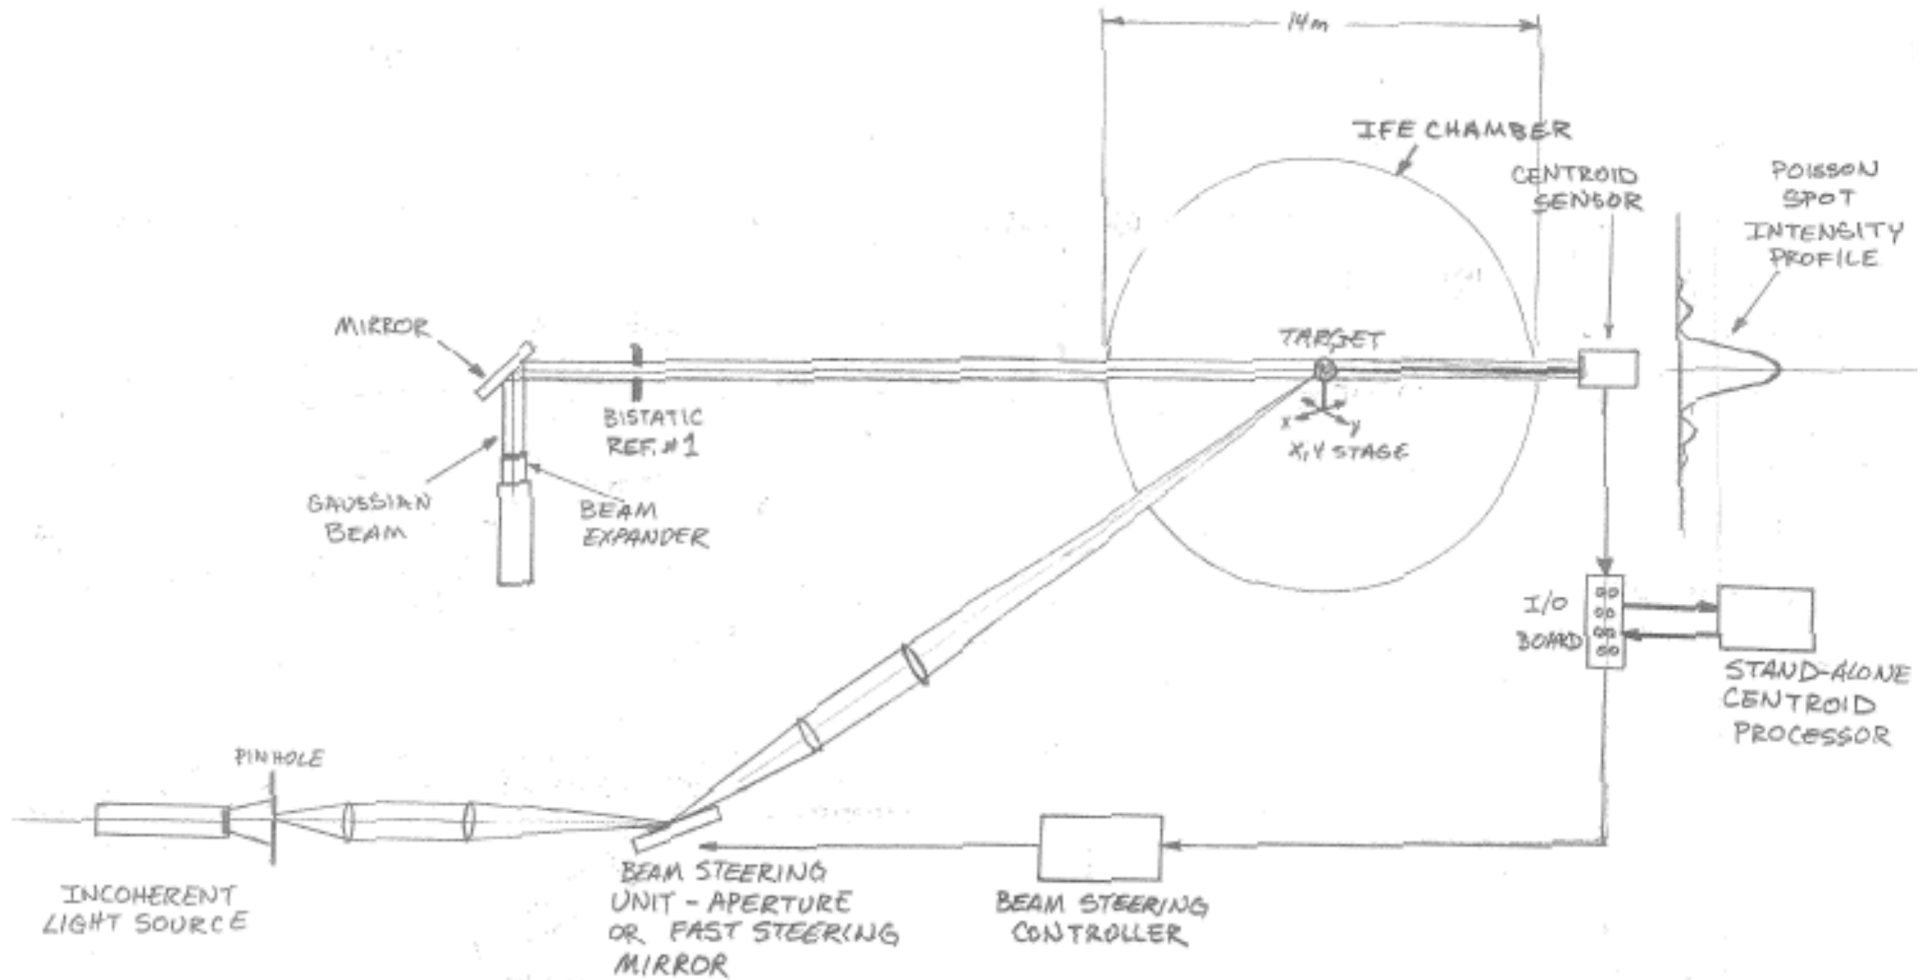 14m
IFE CHAMBER
CENTROID
SENSOR
POISSON
SPOT
INTENSITY
PROFILE
MIRROR
TARGET
BISTATIC
REF. #1
X
Y
X,Y STAGE
GAUSSIAN
BEAM
BEAM
EXPANDER
I/O
BOARD
STAND-ALONE
CENTROID
PROCESSOR
PINHOLE
INCOHERENT
LIGHT SOURCE
BEAM STEERING
UNIT - APERTURE
OR FAST STEERING
MIRROR
BEAM STEERING
CONTROLLER